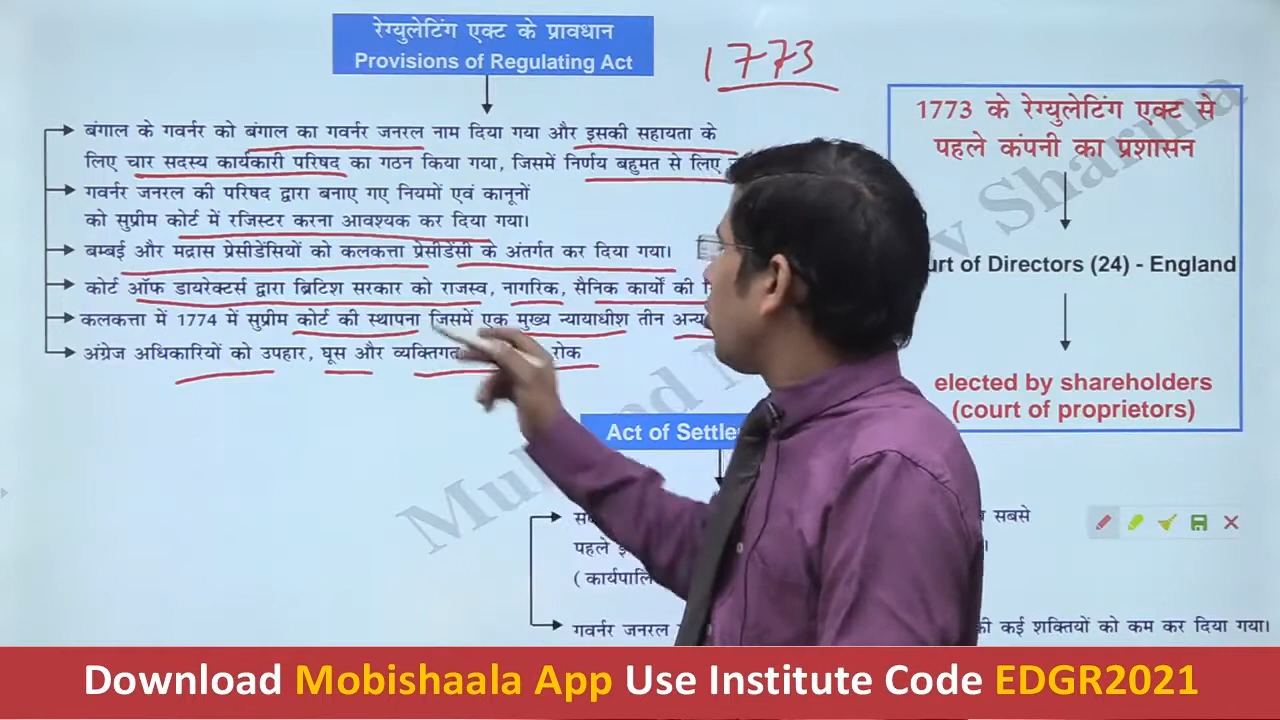 रेग्युलेटिंग एक्ट के प्रावधान
Provisions of Regulating Act
1773
बंगाल के गवर्नर को बंगाल का गवर्नर जनरल नाम दिया गया और इसकी सहायता के
लिए चार सदस्य कार्यकारी परिषद का गठन किया गया, जिसमें निर्णय बहुमत से लिए
गवर्नर जनरल की परिषद द्वारा बनाए गए नियमों एवं कानूनों
को सुप्रीम कोर्ट में रजिस्टर करना आवश्यक कर दिया गया।
बम्बई और मद्रास प्रेसीडेंसियों को कलकत्ता प्रेसीडेंसी के अंतर्गत कर दिया गया।
कोर्ट ऑफ डायरेक्टर्स द्वारा ब्रिटिश सरकार को राजस्व, नागरिक, सैनिक कार्यों की
कलकत्ता में 1774 में सुप्रीम कोर्ट की स्थापना जिसमें एक मुख्य न्यायाधीश तीन अन्य
अंग्रेज अधिकारियों को उपहार, घूस और व्यक्तिगत रोक
1773 के रेग्युलेटिंग एक्ट से
पहले कंपनी का प्रशासन
of Directors (24) - England
elected by shareholders
(court of proprietors)
Act of
सबसे
पहले
गवर्नर जनरल की कई शक्तियों को कम कर दिया गया।
Sharma
Download Mobishaala App Use Institute Code EDGR2021